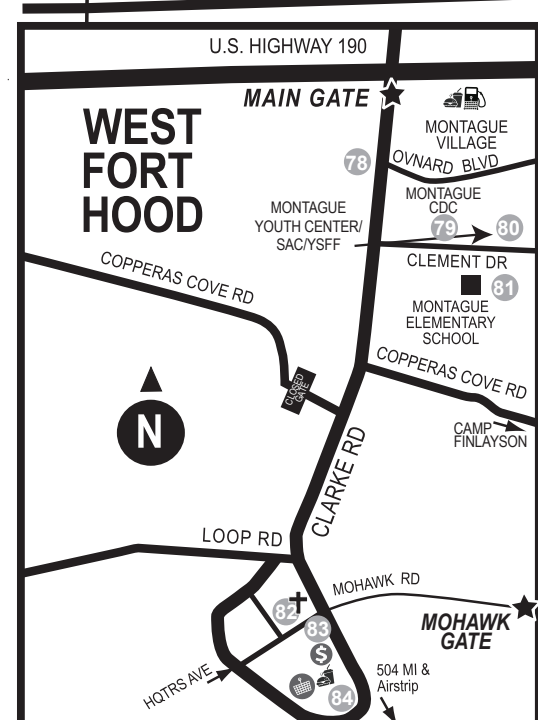 U.S. HIGHWAY 190
MAIN GATE
WEST
FORT
HOOD
MONTAGUE
VILLAGE
78
OVNARD BLVD
MONTAGUE
CDC
79
80
MONTAGUE
YOUTH CENTER/
SAC/YSFF
CLEMENT DR
81
MONTAGUE
ELEMENTARY
SCHOOL
COPPERAS COVE RD
COPPERAS COVE RD
CLOSED
GATE
CAMP
FINLAYSON
N
CLARKE RD
LOOP RD
MOHAWK RD
82
83
MOHAWK
GATE
$
HQTRS AVE
504 MI &
Airstrip
84